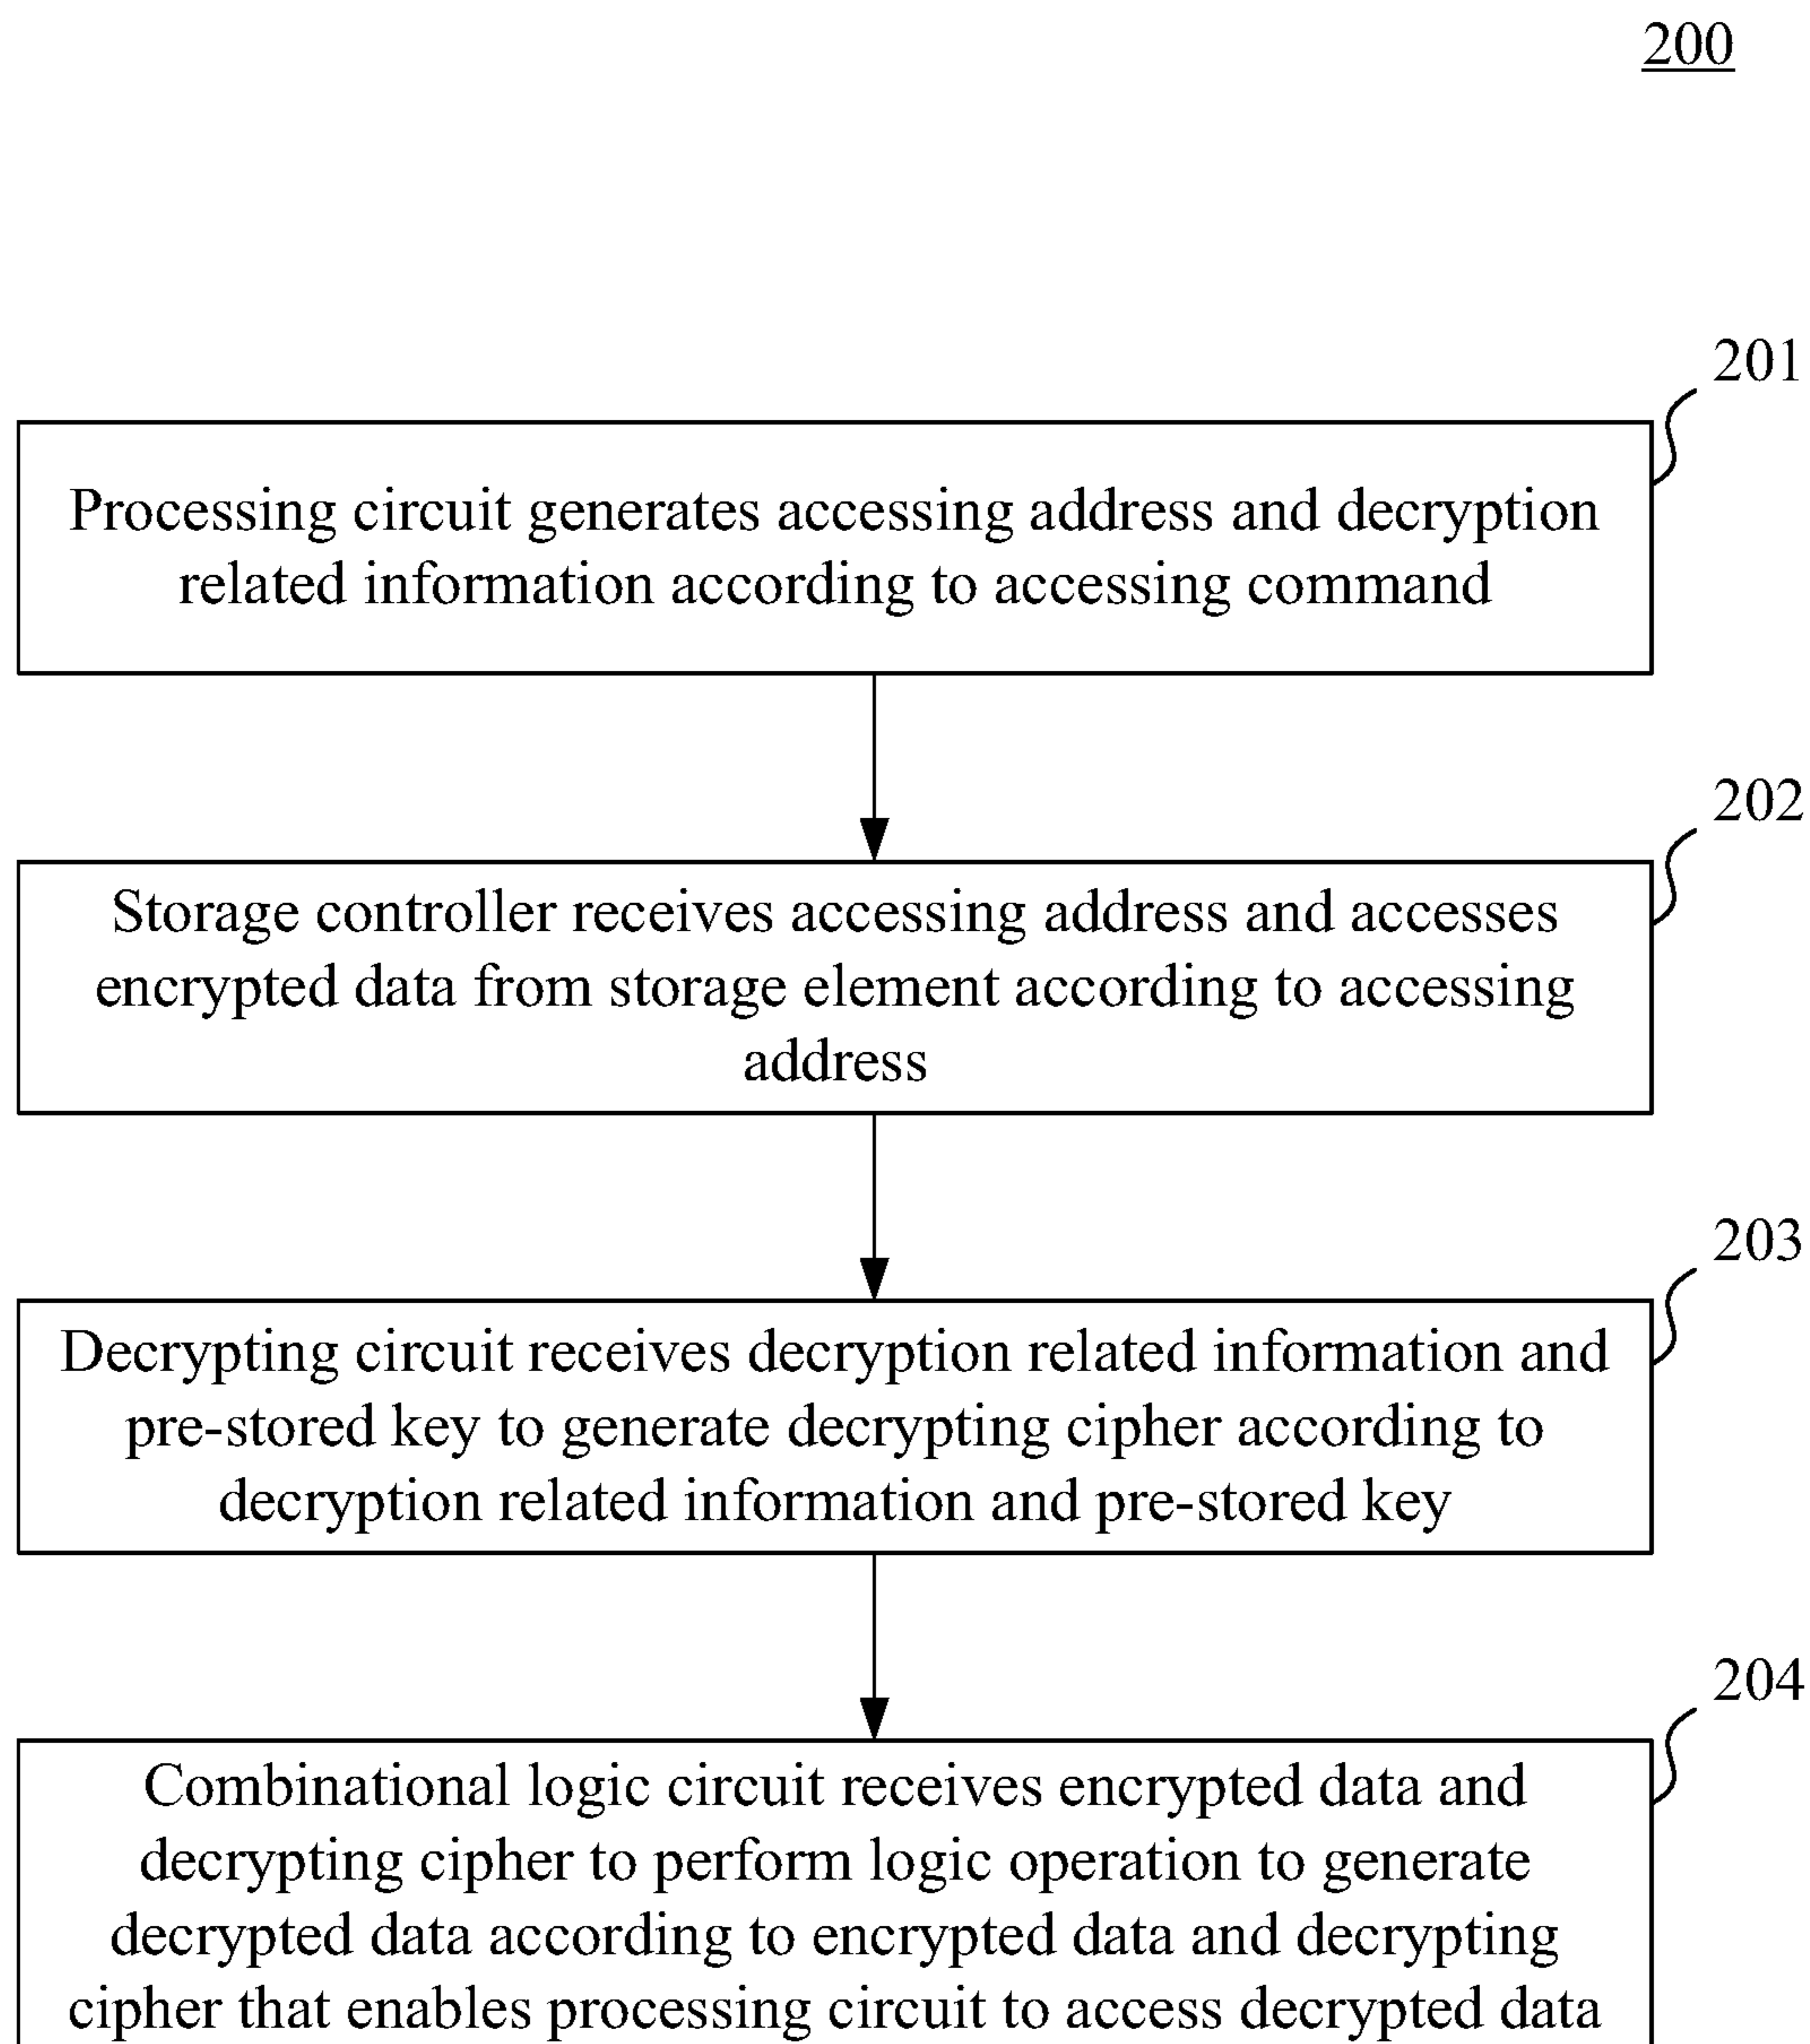 200
201
Processing circuit generates accessing address and decryption
related information according to accessing command
202
Storage controller receives accessing address and accesses
encrypted data from storage element according to accessing
address
203
Decrypting circuit receives decryption related information and
pre-stored key to generate decrypting cipher according to
decryption related information and pre-stored key
204
Combinational logic circuit receives encrypted data and
decrypting cipher to perform logic operation to generate
decrypted data according to encrypted data and decrypting
cipher that enables processing circuit to access decrypted data